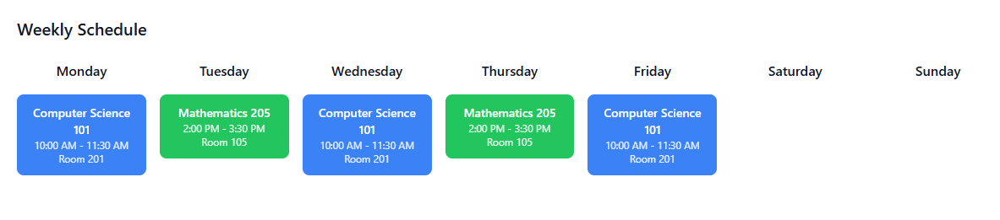 Weekly Schedule
Monday
Tuesday
Wednesday
Thursday
Friday
Saturday
Sunday
Computer Science
101
10:00 AM - 11:30 AM
Room 201
Mathematics 205
2:00 PM - 3:30 PM
Room 105
Computer Science
101
10:00 AM - 11:30 AM
Room 201
Mathematics 205
2:00 PM - 3:30 PM
Room 105
Computer Science
101
10:00 AM - 11:30 AM
Room 201